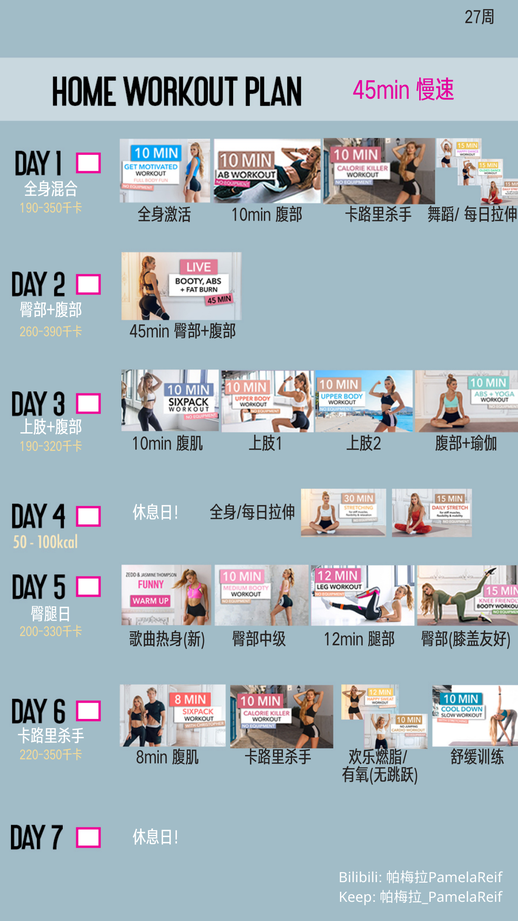 27周
HOME WORKOUT PLAN
45min 慢速
DAY 1
全身混合
190-350千卡
10 MIN
GET MOTIVATED
WORKOUT
NO EQUIPMENT
全身激活
10 MIN
AB WORKOUT
NO EQUIPMENT
10min 腹部
10 MIN
CALORIE KILLER
WORKOUT
NO EQUIPMENT
卡路里杀手
15 MIN
15 MIN
舞蹈/ 每日拉伸
DAY 2
臀部+腹部
260-390千卡
LIVE
BOOTY, ABS
+ FAT BURN
45 MIN
45min 臀部+腹部
DAY 3
上肢+腹部
190-320千卡
10 MIN
SIXPACK
WORKOUT
NO EQUIPMENT
10min 腹肌
10 MIN
UPPER BODY
WORKOUT
上肢1
10 MIN
UPPER BODY
WORKOUT
上肢2
10 MIN
ABS + YOGA
WORKOUT
NO EQUIPMENT
腹部+瑜伽
DAY 4
50 - 100kcal
休息日!
全身/每日拉伸
30 MIN
STRETCHING
15 MIN
DAILY STRETCH
DAY 5
臀腿日
200-330千卡
ZEDD & JASMINE THOMPSON
FUNNY
WARM UP
歌曲热身(新)
10 MIN
MEDIUM BOOTY
WORKOUT
臀部中级
12 MIN
LEG WORKOUT
NO EQUIPMENT
12min 腿部
15 MIN
KNEE FRIENDLY
BOOTY WORKOU
臀部(膝盖友好)
DAY 6
卡路里杀手
220-350千卡
8 MIN
SIXPACK
WORKOUT
8min 腹肌
10 MIN
CALORIE KILLER
WORKOUT
NO EQUIPMENT
卡路里杀手
12 MIN
10 MIN
欢乐燃脂/
有氧(无跳跃)
10 MIN
COOL DOWN
SLOW WORKOUT
舒缓训练
DAY 7
休息日!
Bilibili: 帕梅拉PamelaReif
Keep: 帕梅拉_PamelaReif